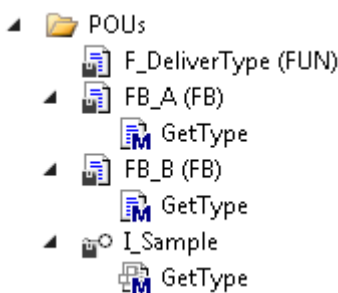 POUs
F_DeliverType (FUN)
FB_A (FB)
GetType
FB_B (FB)
GetType
I_Sample
GetType